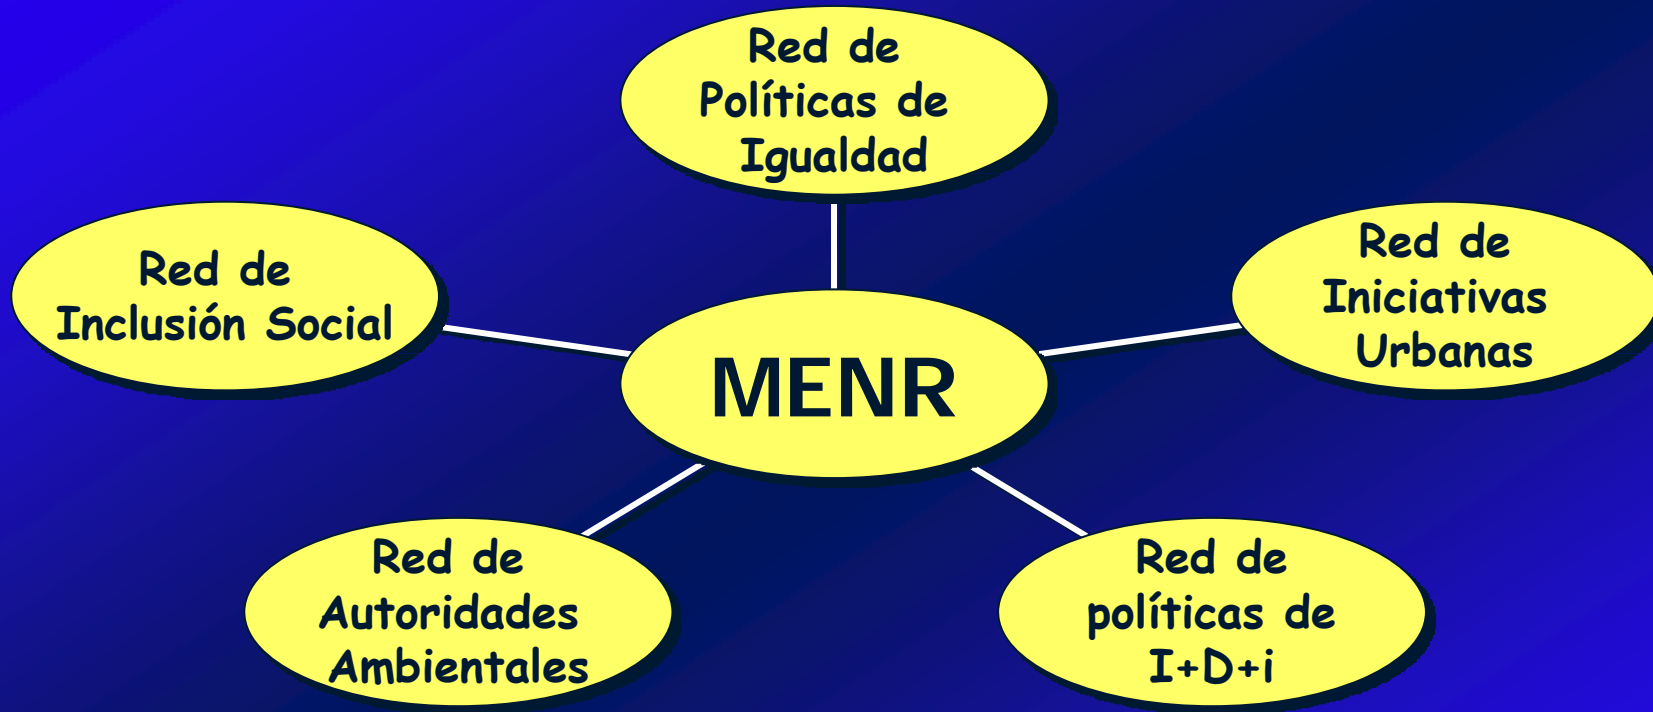 Red de
Políticas de
Igualdad
Red de
Inclusión Social
Red de
Iniciativas
Urbanas
MENR
Red de
Autoridades
Ambientales
Red de
políticas de
I+D+i